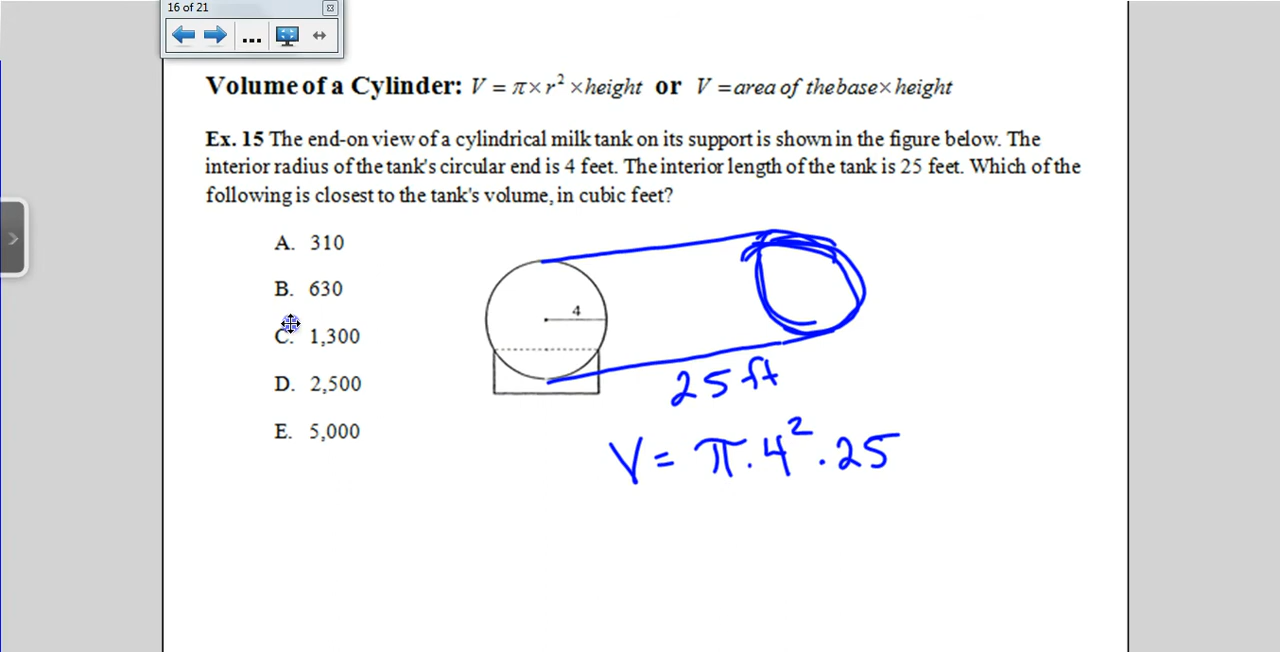 16 of 21
Volume of a Cylinder: V = π × r² × height or V = area of the base × height
Ex. 15 The end-on view of a cylindrical milk tank on its support is shown in the figure below. The
interior radius of the tank's circular end is 4 feet. The interior length of the tank is 25 feet. Which of the
following is closest to the tank's volume, in cubic feet?
A. 310
B. 630
C. 1,300
D. 2,500
E. 5,000
4
25 ft
V = π · 4² · 25